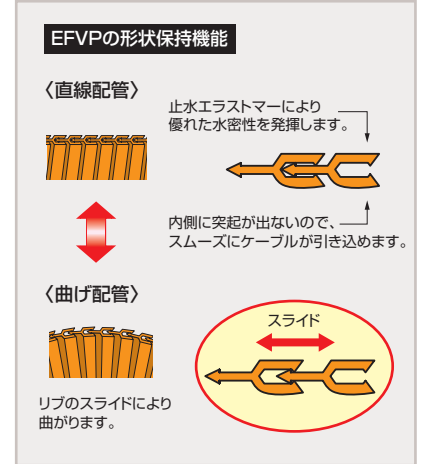 EFVPの形状保持機能
〈直線配管〉
止水エラストマーにより
優れた水密性を発揮します。
内側に突起が出ないので、
スムーズにケーブルが引き込めます。
〈曲げ配管〉
スライド
リブのスライドにより
曲がります。